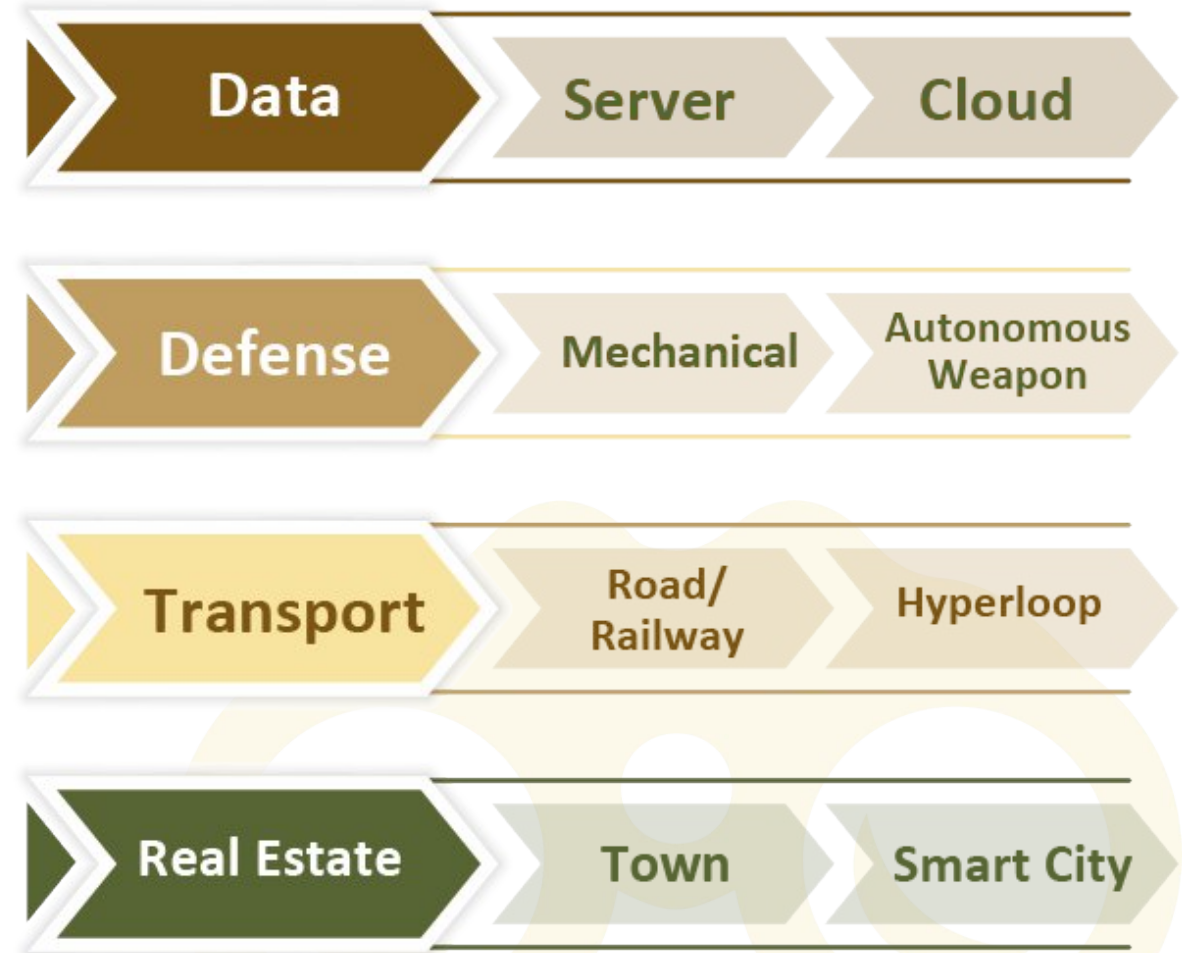 Data
Server
Cloud
Defense
Mechanical
Autonomous
Weapon
Transport
Road/
Railway
Hyperloop
Real Estate
Town
Smart City